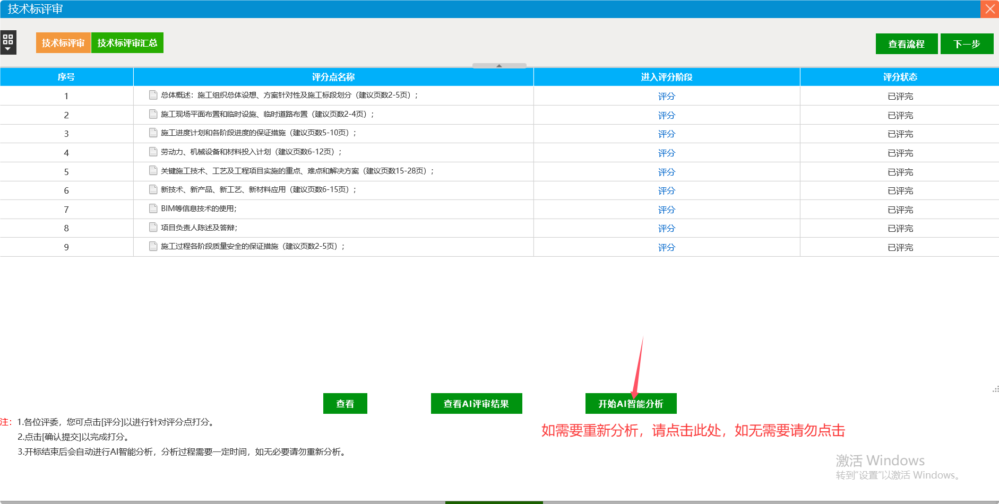 技术标评审
技术标评审 技术标评审汇总 查看流程 下一步
序号 评分点名称 进入评分阶段 评分状态
1 总体概述：施工组织总体设想、方案针对性及施工标段划分（建议页数2-5页）； 评分 已评完
2 施工现场平面布置和临时设施、临时道路布置（建议页数2-4页）； 评分 已评完
3 施工进度计划和各阶段进度的保证措施（建议页数5-10页）； 评分 已评完
4 劳动力、机械设备和材料投入计划（建议页数6-12页）； 评分 已评完
5 关键施工技术、工艺及工程项目实施的重点、难点和解决方案（建议页数15-28页）； 评分 已评完
6 新技术、新产品、新工艺、新材料应用（建议页数6-15页）； 评分 已评完
7 BIM等信息技术的使用； 评分 已评完
8 项目负责人陈述及答辩； 评分 已评完
9 施工过程各阶段质量安全的保证措施（建议页数2-5页）； 评分 已评完
查看 查看AI评审结果 开始AI智能分析
注：1.各位评委，您可点击[评分]以进行针对评分点打分。
如需要重新分析，请点击此处，如无需要请勿点击
2.点击[确认提交]以完成打分。
3.开标结束后会自动进行AI智能分析，分析过程需要一定时间，如无必要请勿重新分析。
激活 Windows
转到“设置”以激活 Windows。